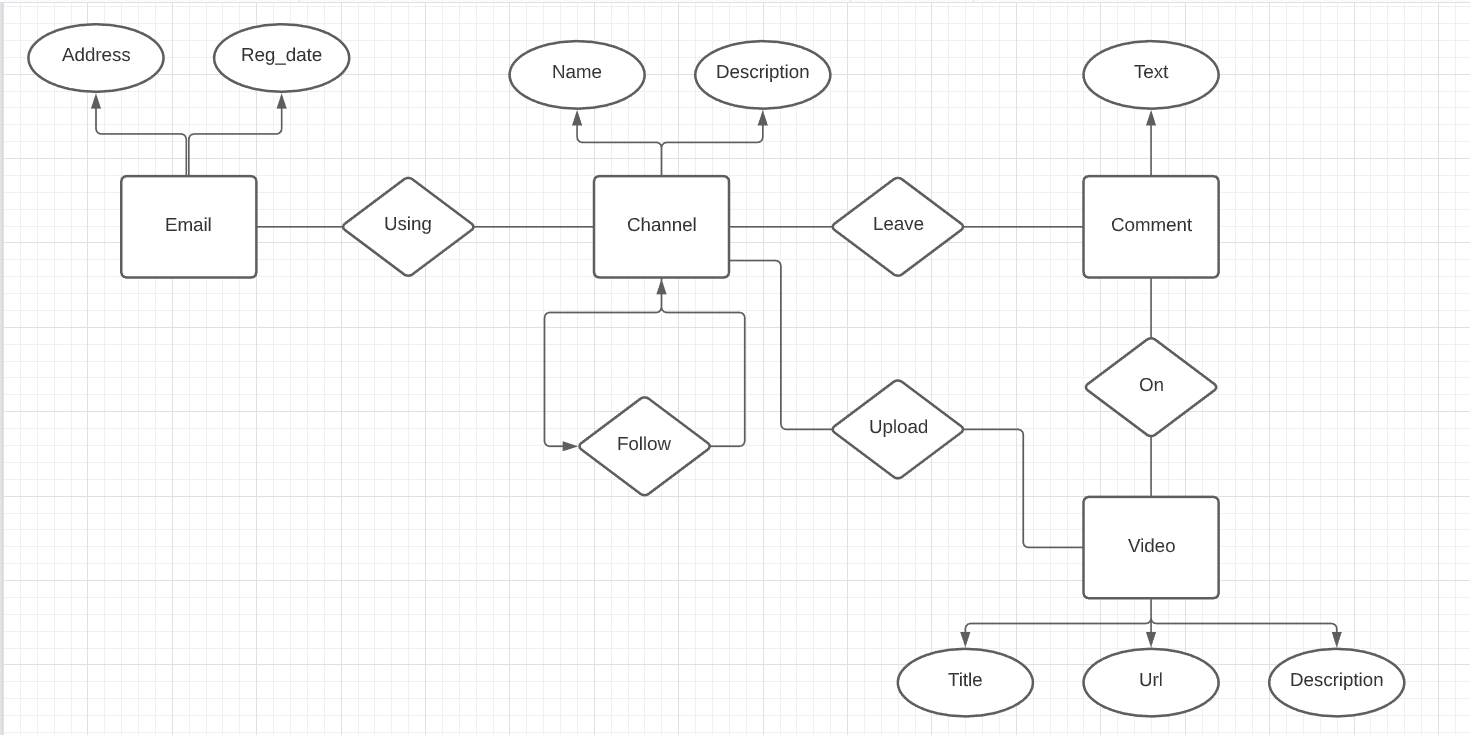 Address
Reg_date
Name
Description
Text
Email
Using
Channel
Leave
Comment
On
Follow
Upload
Video
Title
Url
Description